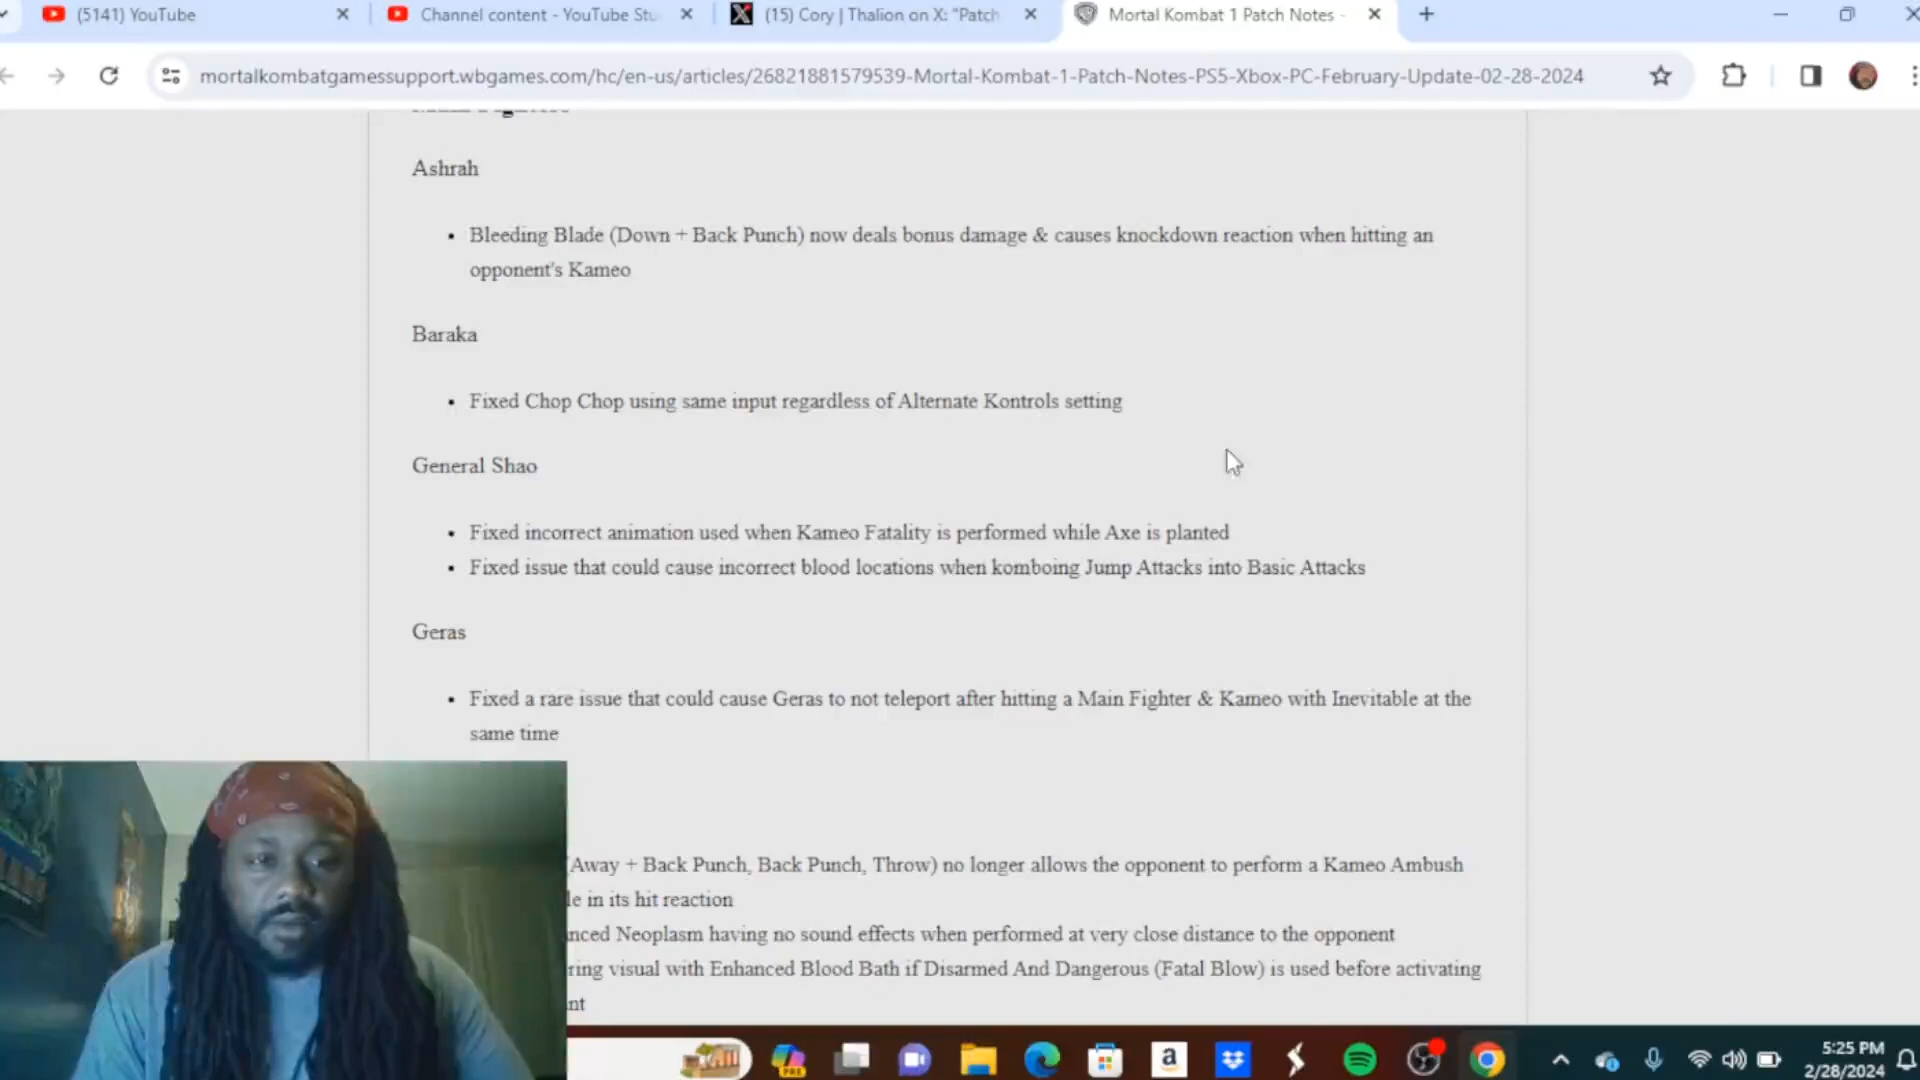 (5141) YouTube
Channel content - YouTube Stu
(15) Cory | Thalion on X: "Patch
Mortal Kombat 1 Patch Notes -
mortalkombatgamessupport.wbgames.com/hc/en-us/articles/26821881579539-Mortal-Kombat-1-Patch-Notes-PS5-Xbox-PC-February-Update-02-28-2024
Ashrah
• Bleeding Blade (Down + Back Punch) now deals bonus damage & causes knockdown reaction when hitting an
opponent's Kameo
Baraka
• Fixed Chop Chop using same input regardless of Alternate Kontrols setting
General Shao
• Fixed incorrect animation used when Kameo Fatality is performed while Axe is planted
• Fixed issue that could cause incorrect blood locations when komboing Jump Attacks into Basic Attacks
Geras
• Fixed a rare issue that could cause Geras to not teleport after hitting a Main Fighter & Kameo with Inevitable at the
same time
(Away + Back Punch, Back Punch, Throw) no longer allows the opponent to perform a Kameo Ambush
le in its hit reaction
nced Neoplasm having no sound effects when performed at very close distance to the opponent
ring visual with Enhanced Blood Bath if Disarmed And Dangerous (Fatal Blow) is used before activating
nt
PRE
a
5:25 PM
2/28/2024